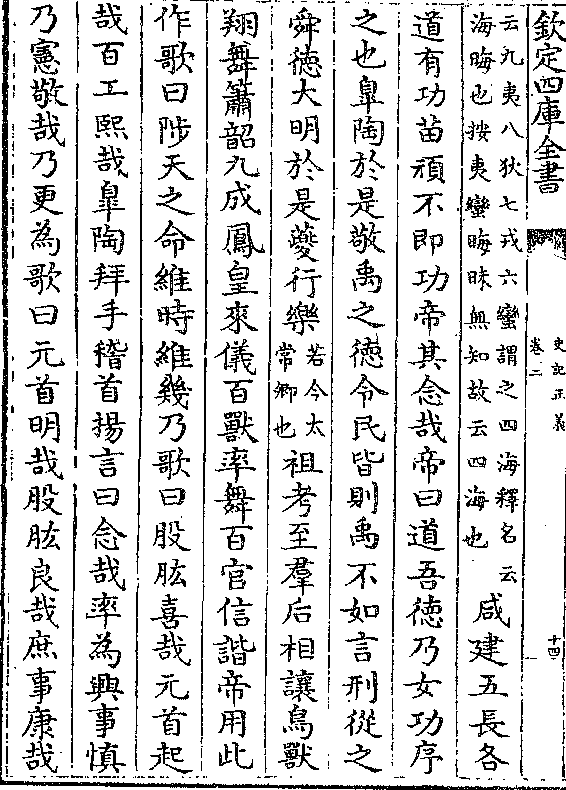 欽定四庫全書
史記正義
卷二
十四
云九夷八狄七戎六蠻謂之四海釋名云
海晦也按夷蠻晦昧無知故云四海也
咸建五長各
道有功苗頑不即功帝其念哉帝曰道吾德乃女功序
之也臯陶於是敬禹之德令民皆則禹不如言刑從之
舜德大明於是夔行樂
若今太
常卿也
祖考至羣后相讓鳥獸
翔舞簫韶九成鳳皇來儀百獸率舞百官信諧帝用此
作歌曰陟天之命維時維幾乃歌曰股肱喜哉元首起
哉百工熙哉臯陶拜手稽首揚言曰念哉率為興事慎
乃憲敬哉乃更為歌曰元首明哉股肱良哉庶事康哉